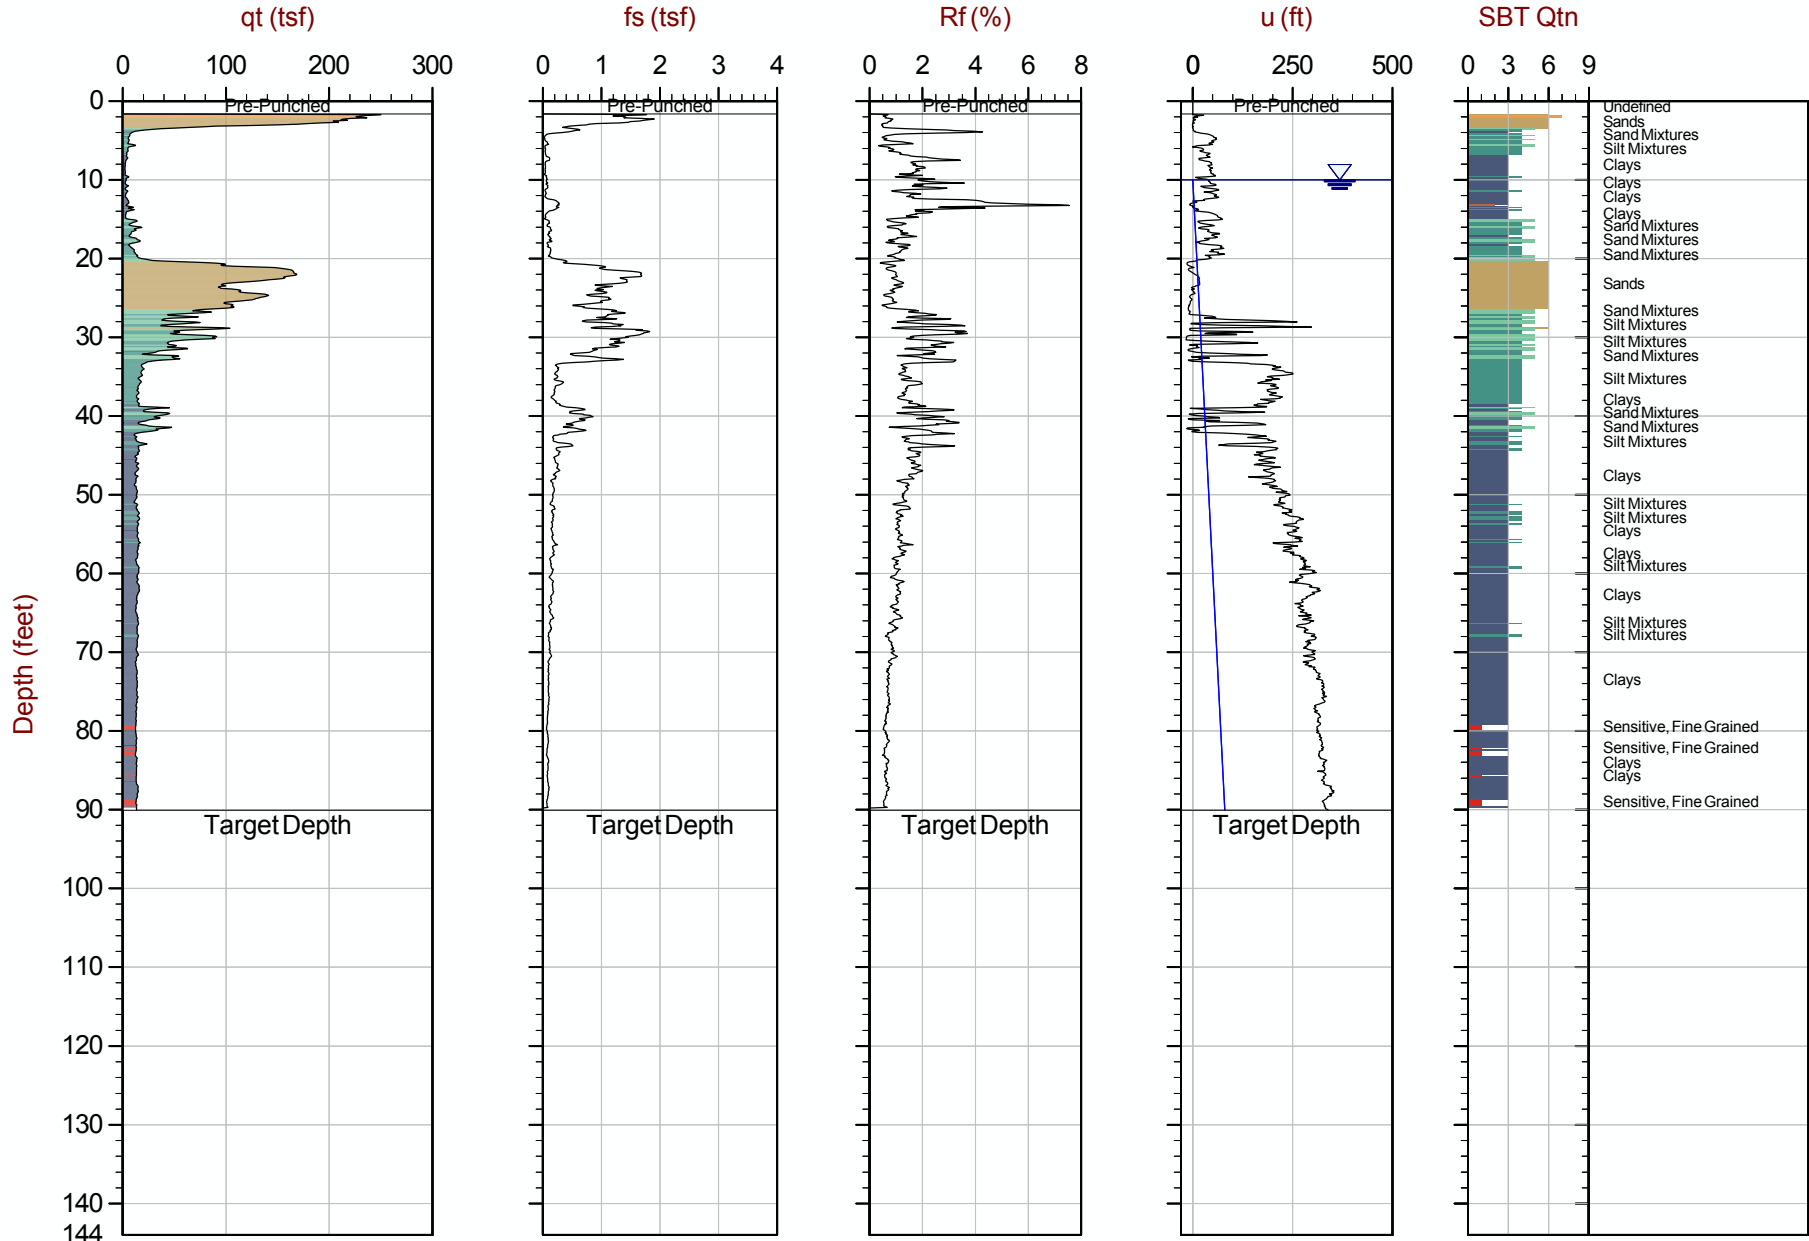 qt (tsf) fs (tsf) Rf (%) u (ft) SBT Qtn
0 100 200 300 0 1 2 3 4 0 2 4 6 8 0 250 500 0 3 6 9
0 Pre-Punched Pre-Punched Pre-Punched Pre-Punched Undefined
Sands
Sand Mixtures
Silt Mixtures
Clays
10
Clays
Clays
Clays
Sand Mixtures
Sand Mixtures
Sand Mixtures
20
Sands
Sand Mixtures
Silt Mixtures
30
Silt Mixtures
Sand Mixtures
Silt Mixtures
Clays
40 Sand Mixtures
Sand Mixtures
Silt Mixtures
Clays
50
Silt Mixtures
Silt Mixtures
Clays
Clays
Silt Mixtures
60
Clays
Silt Mixtures
Silt Mixtures
Depth (feet)
70
Clays
Sensitive, Fine Grained
80
Sensitive, Fine Grained
Clays
Clays
Sensitive, Fine Grained
90
Target Depth Target Depth Target Depth Target Depth
100
110
120
130
140
144